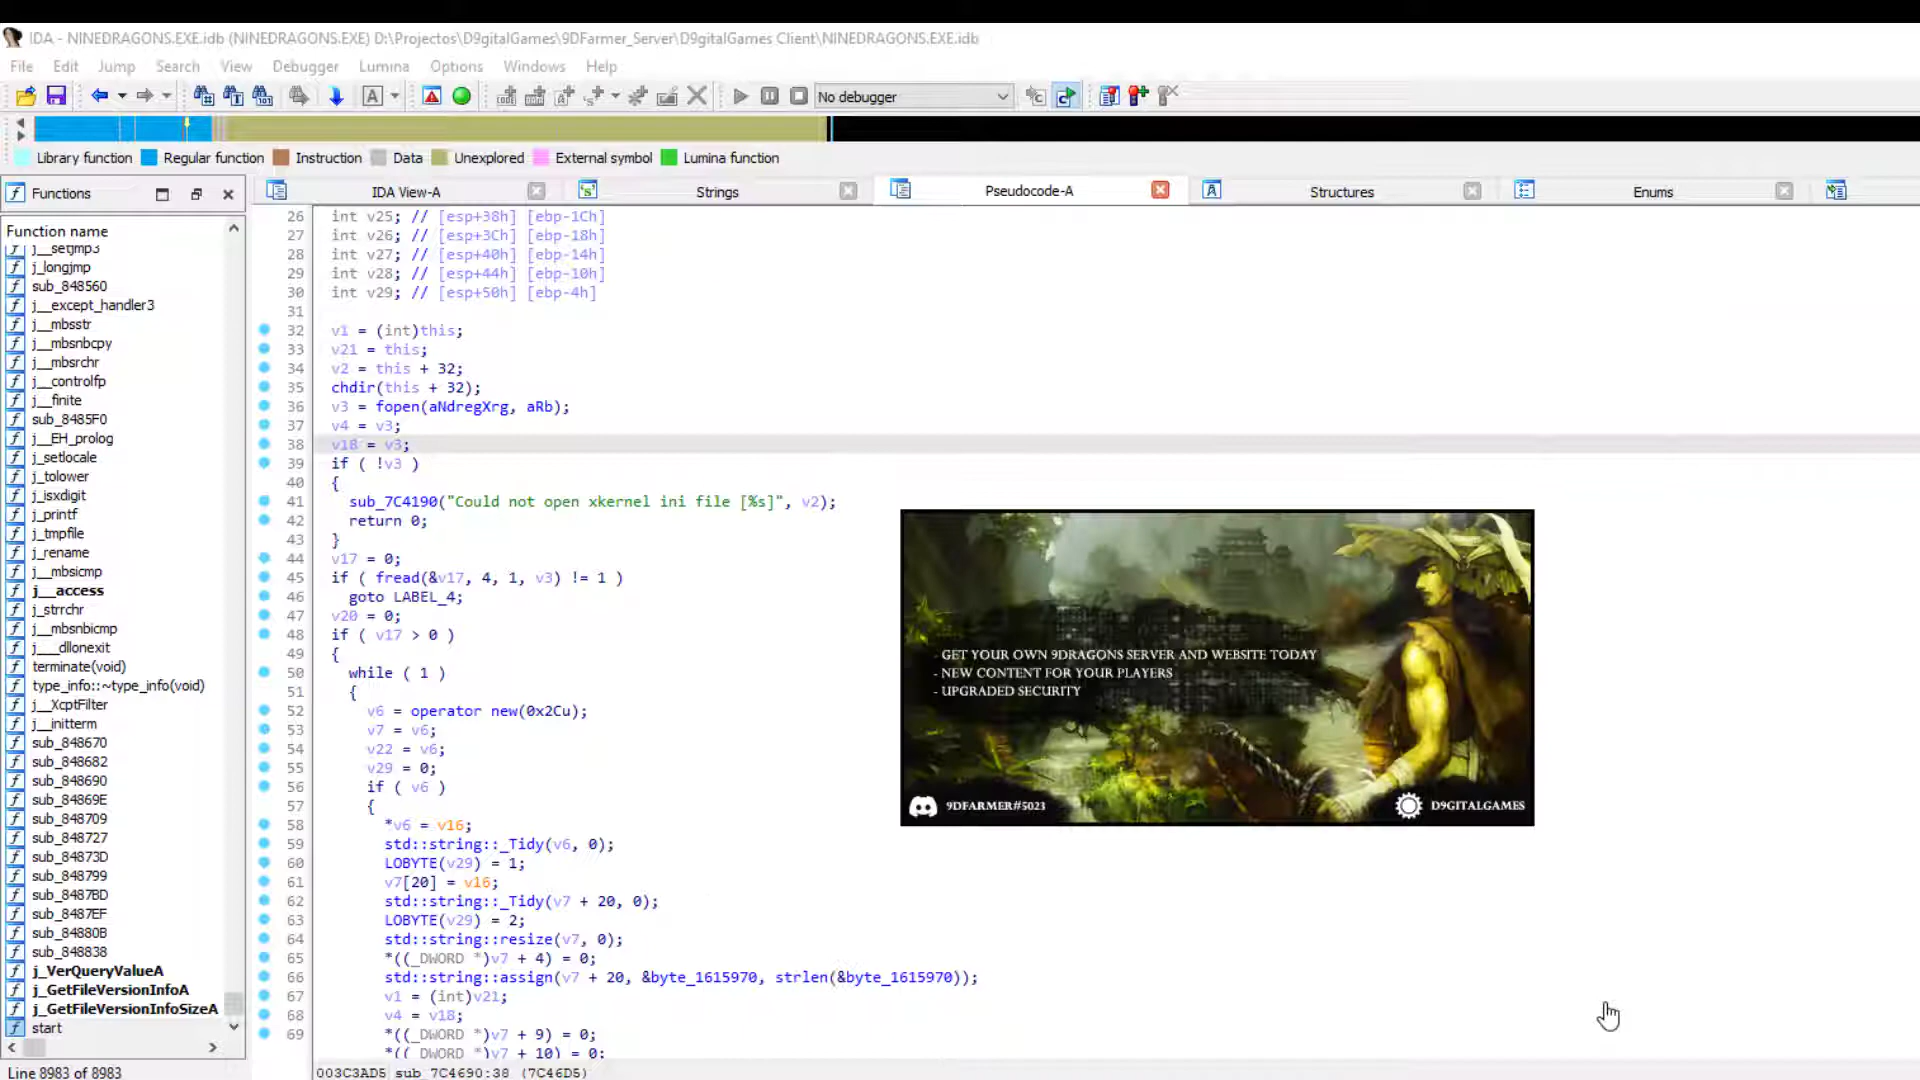 IDA - NINEDRAGONS.EXE.idb (NINEDRAGONS.EXE) D:\Projectos\D9gitalGames\9DFarmer_Server\D9gitalGames Client\NINEDRAGONS.EXE.idb
File Edit Jump Search View Debugger Lumina Options Windows Help
No debugger
Library function Regular function Instruction Data Unexplored External symbol Lumina function
Functions
IDA View-A Strings Pseudocode-A Structures Enums
Function name
j__setjmp3
j_longjmp
sub_848560
j__except_handler3
j__mbsstr
j__mbsnbcpy
j__mbsrchr
j__controlfp
j__finite
sub_8485F0
j__EH_prolog
j_setlocale
j_tolower
j_isxdigit
j_printf
j_tmpfile
j_rename
j__mbsicmp
j__access
j_strrchr
j__mbsnbicmp
j___dllonexit
terminate(void)
type_info::~type_info(void)
j__XcptFilter
j__initterm
sub_848670
sub_848682
sub_848690
sub_84869E
sub_848709
sub_848727
sub_84873D
sub_848799
sub_8487BD
sub_8487EF
sub_84880B
sub_848838
j_VerQueryValueA
j_GetFileVersionInfoA
j_GetFileVersionInfoSizeA
start
Line 8983 of 8983
26 int v25; // [esp+38h] [ebp-1Ch]
27 int v26; // [esp+3Ch] [ebp-18h]
28 int v27; // [esp+40h] [ebp-14h]
29 int v28; // [esp+44h] [ebp-10h]
30 int v29; // [esp+50h] [ebp-4h]
31
32 v1 = (int)this;
33 v21 = this;
34 v2 = this + 32;
35 chdir(this + 32);
36 v3 = fopen(aNdregXrg, aRb);
37 v4 = v3;
38 v18 = v3;
39 if ( !v3 )
40 {
41 sub_7C4190("Could not open xkernel ini file [%s]", v2);
42 return 0;
43 }
44 v17 = 0;
45 if ( fread(&v17, 4, 1, v3) != 1 )
46 goto LABEL_4;
47 v20 = 0;
48 if ( v17 > 0 )
49 {
50 while ( 1 )
51 {
52 v6 = operator new(0x2Cu);
53 v7 = v6;
54 v22 = v6;
55 v29 = 0;
56 if ( v6 )
57 {
58 *v6 = v16;
59 std::string::_Tidy(v6, 0);
60 LOBYTE(v29) = 1;
61 v7[20] = v16;
62 std::string::_Tidy(v7 + 20, 0);
63 LOBYTE(v29) = 2;
64 std::string::resize(v7, 0);
65 *((_DWORD *)v7 + 4) = 0;
66 std::string::assign(v7 + 20, &byte_1615970, strlen(&byte_1615970));
67 v1 = (int)v21;
68 v4 = v18;
69 *((_DWORD *)v7 + 9) = 0;
*((_DWORD *)v7 + 10) = 0;
003C3AD5 sub_7C4690:38 (7C46D5)
- GET YOUR OWN 9DRAGONS SERVER AND WEBSITE TODAY
- NEW CONTENT FOR YOUR PLAYERS
- UPGRADED SECURITY
9DFARMER#5023
D9GITALGAMES